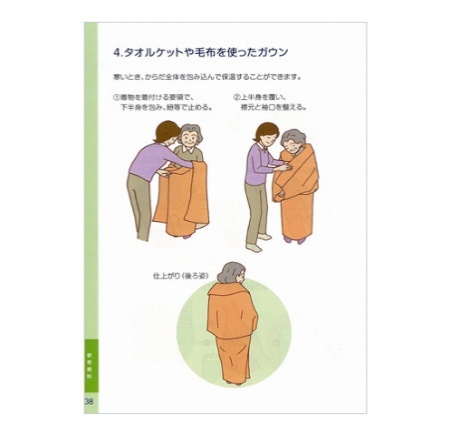 4.タオルケットや毛布を使ったガウン
寒いとき、からだ全体を包み込んで保温することができます。
①着物を着付ける要領で、
下半身を包み、紐等で止める。
②上半身を覆い、
襟元と袖口を整える。
仕上がり（後ろ姿）
参考資料
38